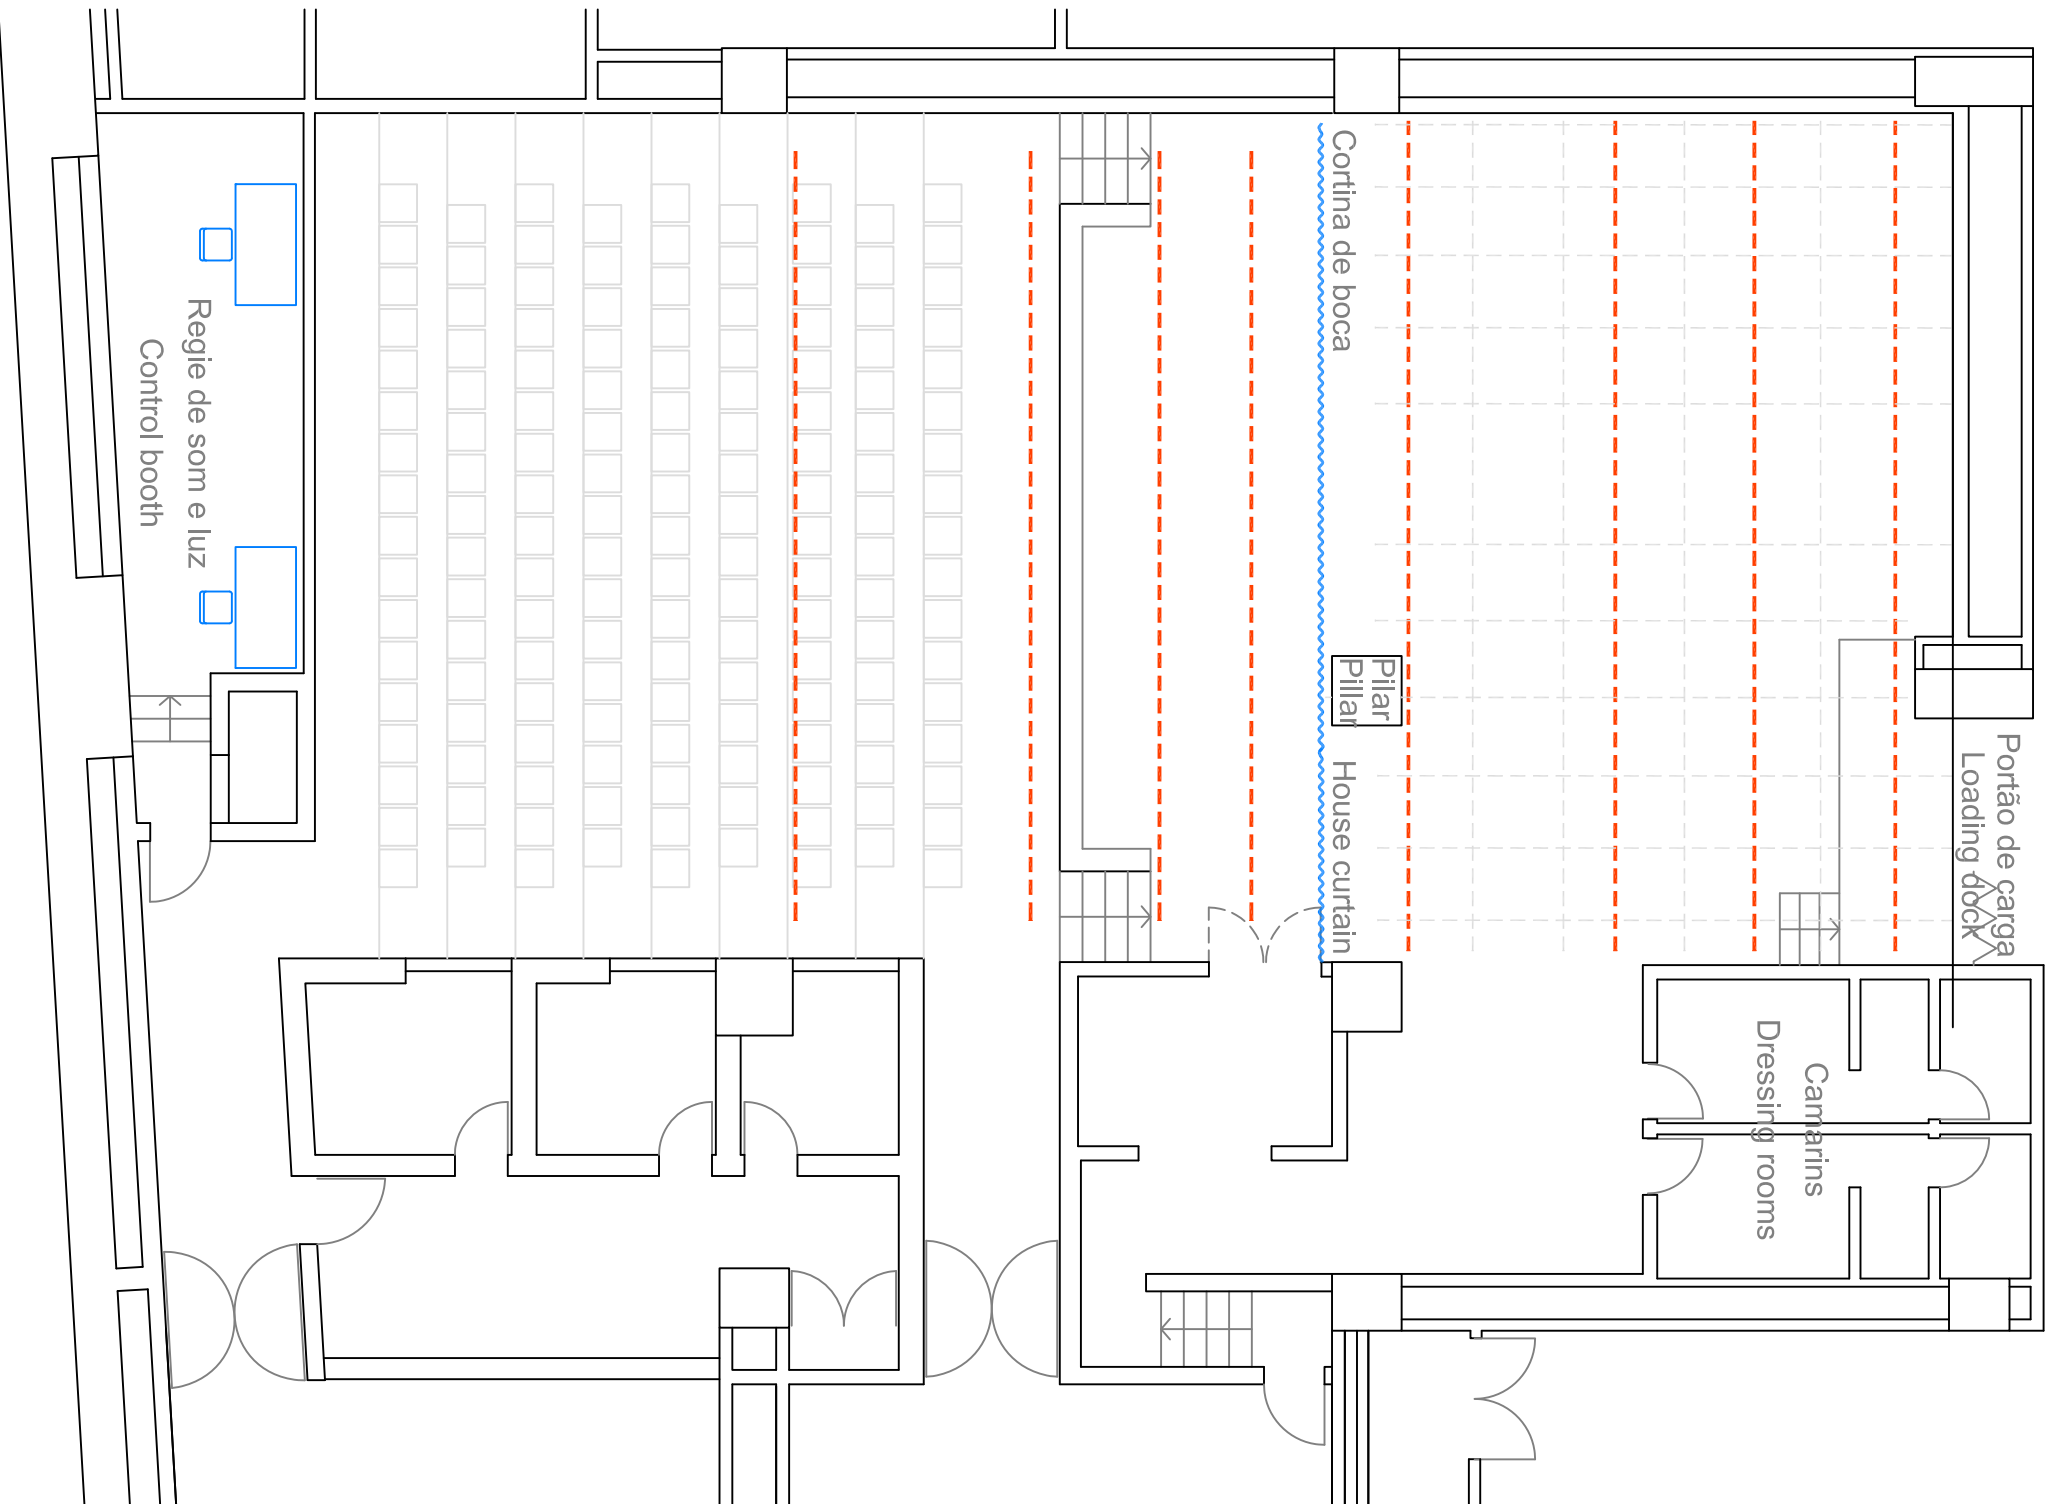 Regie de som e luz
Control booth
Cortina de boca
Pilar
Pillar
House curtain
Portão de carga
Loading dock
Camarins
Dressing rooms